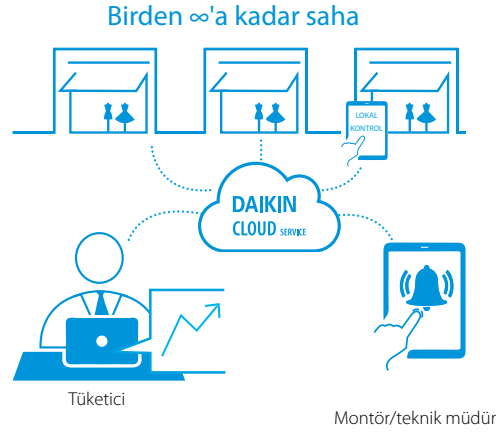 Birden ∞'a kadar saha
LOKAL
KONTROL
DAIKIN
CLOUD SERVICE
Tüketici
Montör/teknik müdür